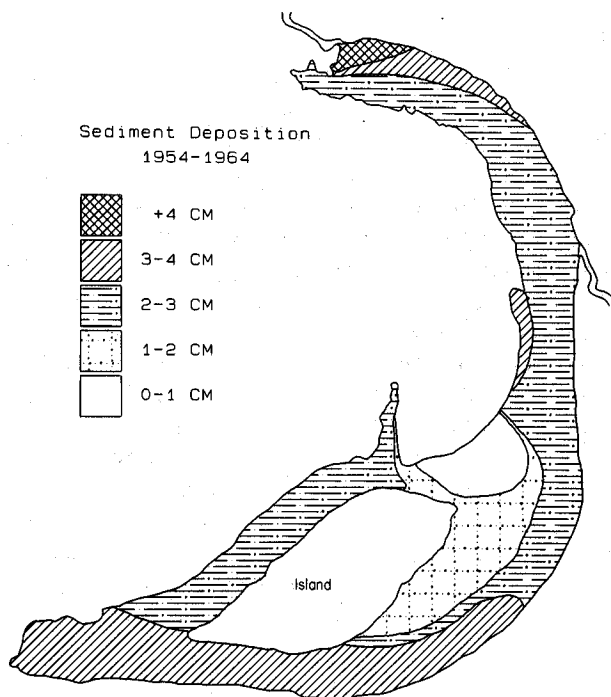 Sediment Deposition
1954-1964
+4 CM
3-4 CM
2-3 CM
1-2 CM
0-1 CM
Island